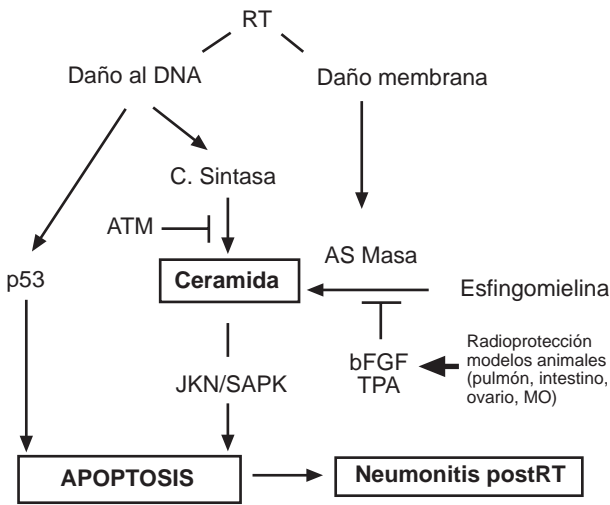 RT
Daño al DNA
Daño membrana
C. Sintasa
ATM
AS Masa
p53
Ceramida
Esfingomielina
bFGF
TPA
Radioprotección
modelos animales
(pulmón, intestino,
ovario, MO)
JKN/SAPK
APOPTOSIS
Neumonitis postRT